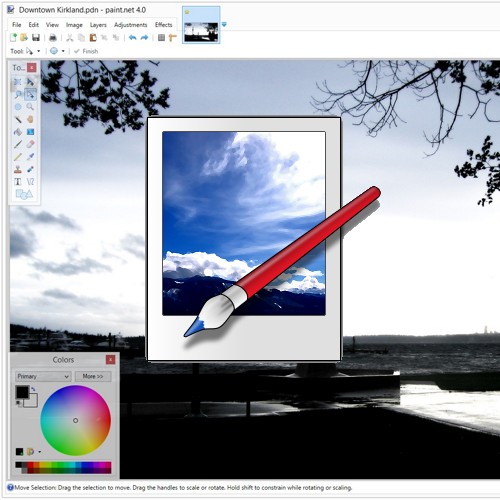 Downtown Kirkland.pdn - paint.net 4.0
File Edit View Image Layers Adjustments Effects
Tool: Finish
To...
T
Colors
Primary More >>
Move Selection: Drag the selection to move. Drag the handles to scale or rotate. Hold shift to constrain while rotating or scaling.